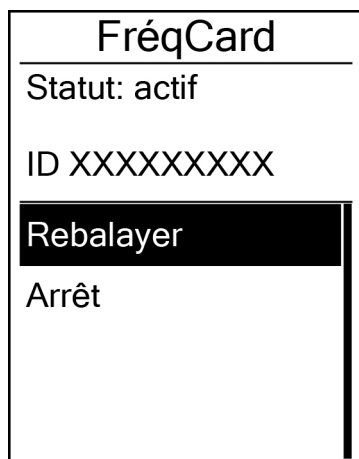 FréqCard
Statut: actif
ID XXXXXXXXX
Rebalayer
Arrêt